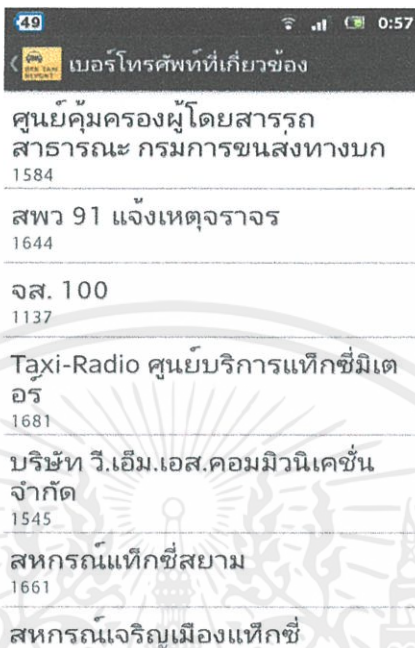 49
0:57
เบอร์โทรศัพท์ที่เกี่ยวข้อง
ศูนย์คุ้มครองผู้โดยสารรถ
สาธารณะ กรมการขนส่งทางบก
1584
สพว 91 แจ้งเหตุจราจร
1644
จส. 100
1137
Taxi-Radio ศูนย์บริการแท็กซี่มิเต
อร์
1681
บริษัท วี.เอ็ม.เอส.คอมมิวนิเคชั่น
จำกัด
1545
สหกรณ์แท็กซี่สยาม
1661
สหกรณ์เจริญเมืองแท็กซี่